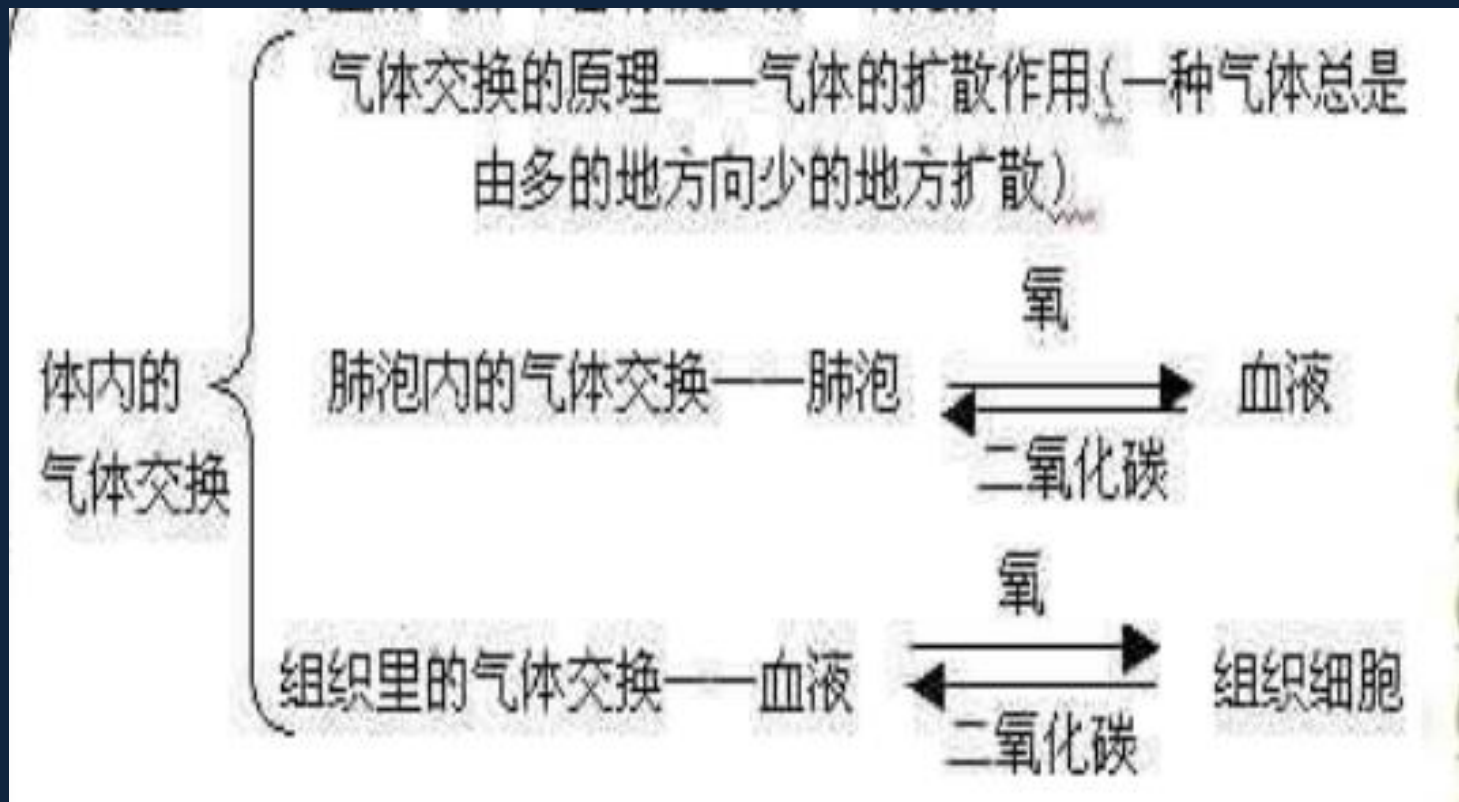 气体交换的原理——气体的扩散作用(一种气体总是
由多的地方向少的地方扩散)
氧
体内的
气体交换
肺泡内的气体交换——肺泡
血液
二氧化碳
氧
组织里的气体交换——血液
组织细胞
二氧化碳